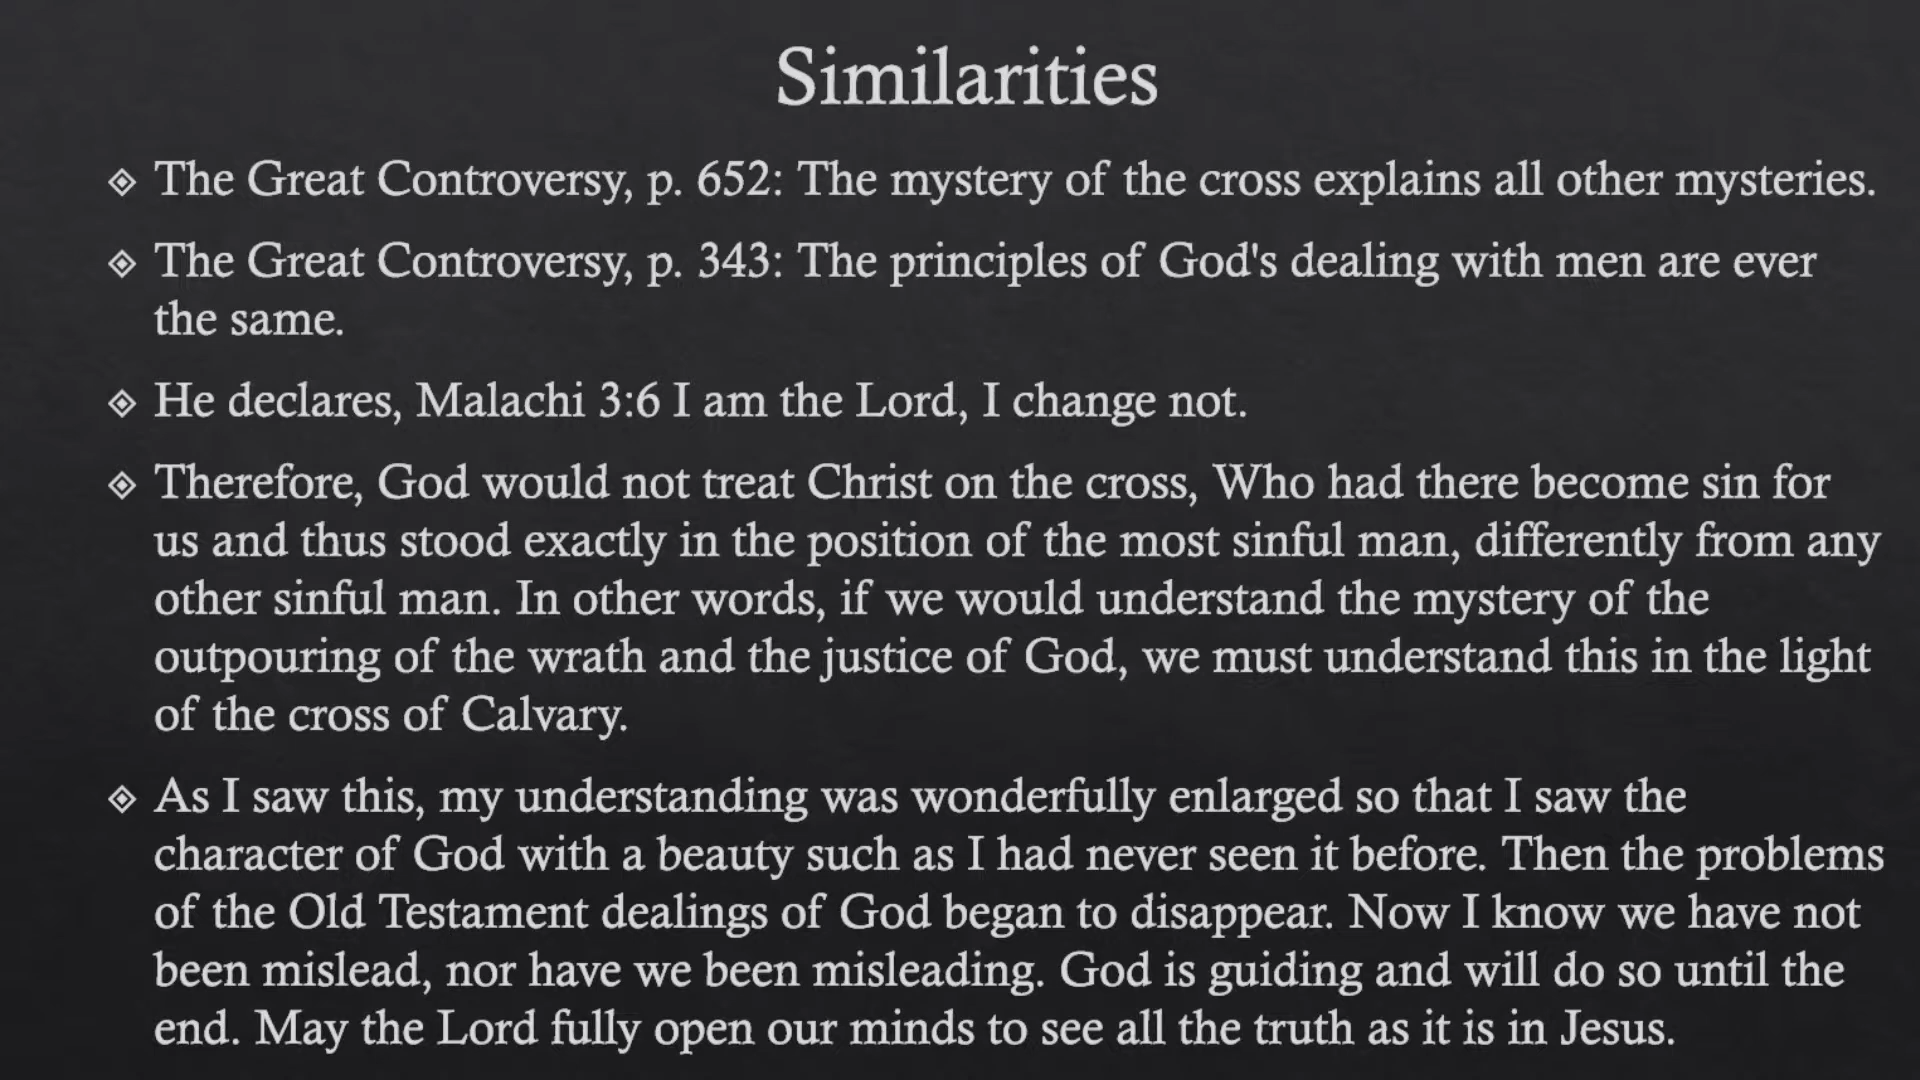 Similarities
The Great Controversy, p. 652: The mystery of the cross explains all other mysteries.
The Great Controversy, p. 343: The principles of God's dealing with men are ever
the same.
He declares, Malachi 3:6 I am the Lord, I change not.
Therefore, God would not treat Christ on the cross, Who had there become sin for
us and thus stood exactly in the position of the most sinful man, differently from any
other sinful man. In other words, if we would understand the mystery of the
outpouring of the wrath and the justice of God, we must understand this in the light
of the cross of Calvary.
As I saw this, my understanding was wonderfully enlarged so that I saw the
character of God with a beauty such as I had never seen it before. Then the problems
of the Old Testament dealings of God began to disappear. Now I know we have not
been mislead, nor have we been misleading. God is guiding and will do so until the
end. May the Lord fully open our minds to see all the truth as it is in Jesus.